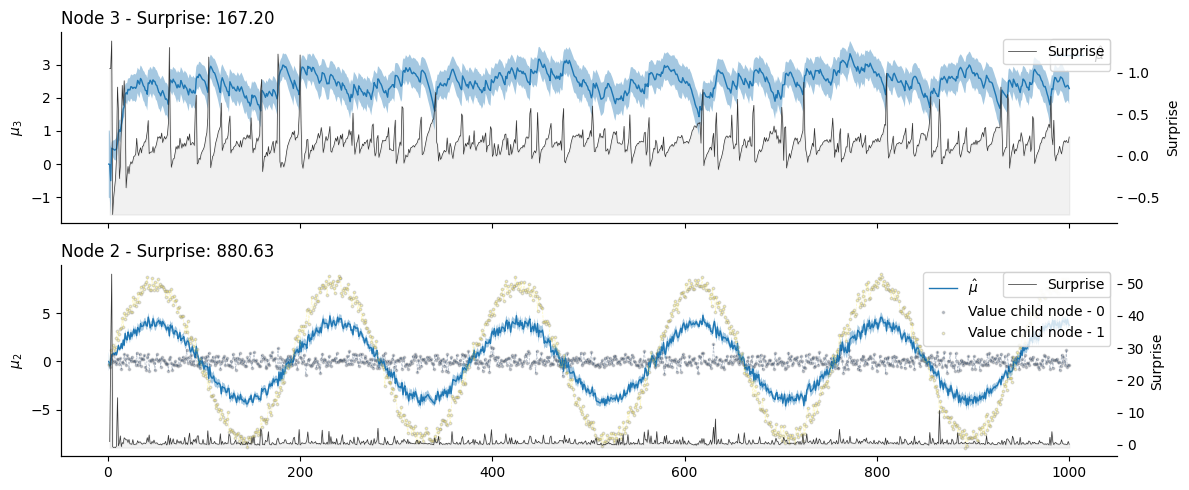 Node 3 - Surprise: 167.20
3
2
1
0
−1
μ3
Surprise
1.0
0.5
0.0
−0.5
Surprise
Node 2 - Surprise: 880.63
5
0
−5
μ2
μ̂
Value child node - 0
Value child node - 1
Surprise
50
40
30
20
10
0
Surprise
0
200
400
600
800
1000